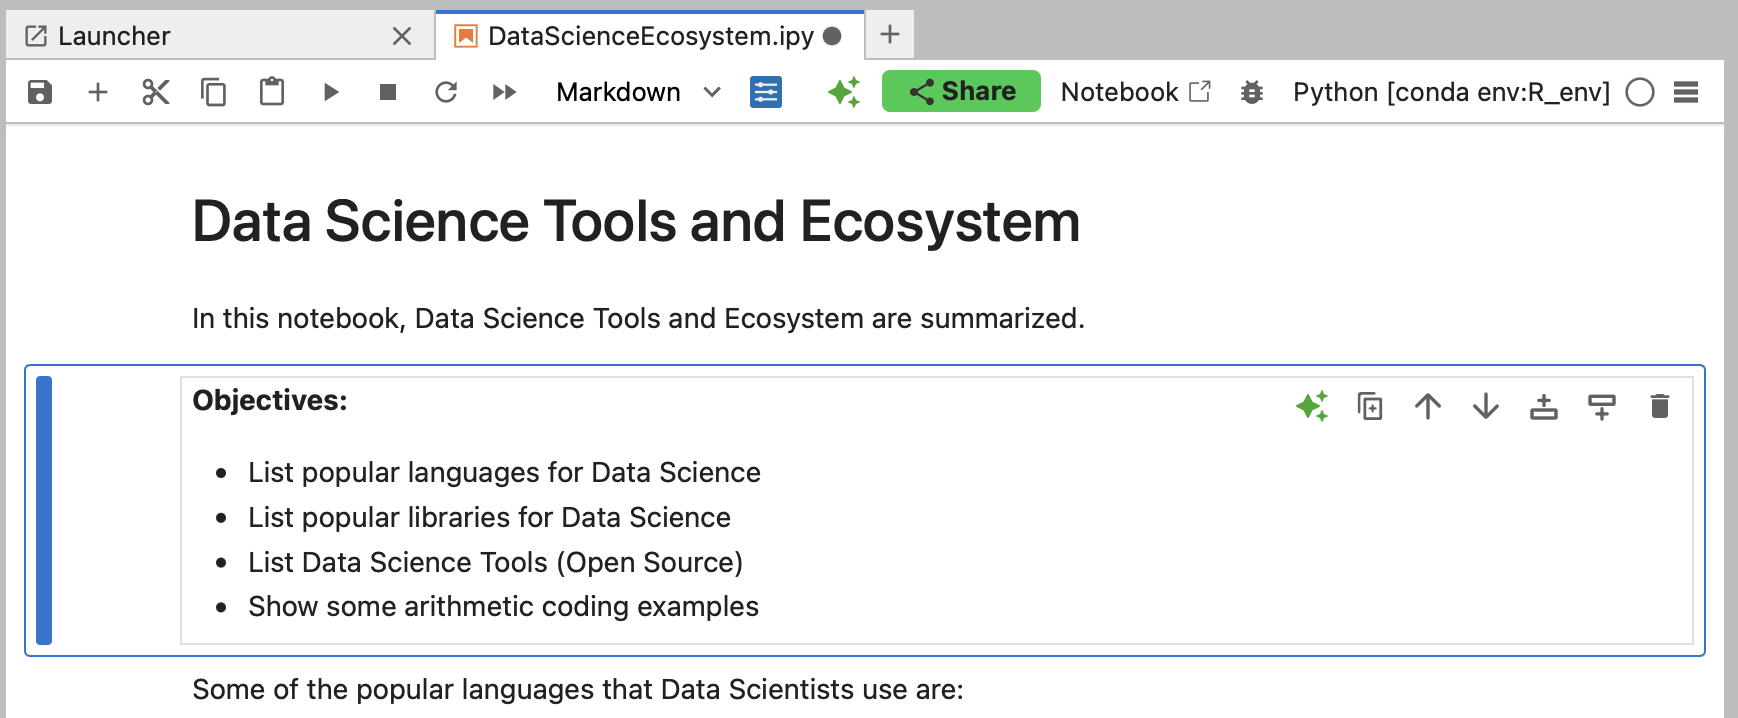 Launcher
DataScienceEcosystem.ipy
Markdown
Share
Notebook
Python [conda env:R_env]
Data Science Tools and Ecosystem
In this notebook, Data Science Tools and Ecosystem are summarized.
Objectives:
List popular languages for Data Science
List popular libraries for Data Science
List Data Science Tools (Open Source)
Show some arithmetic coding examples
Some of the popular languages that Data Scientists use are: